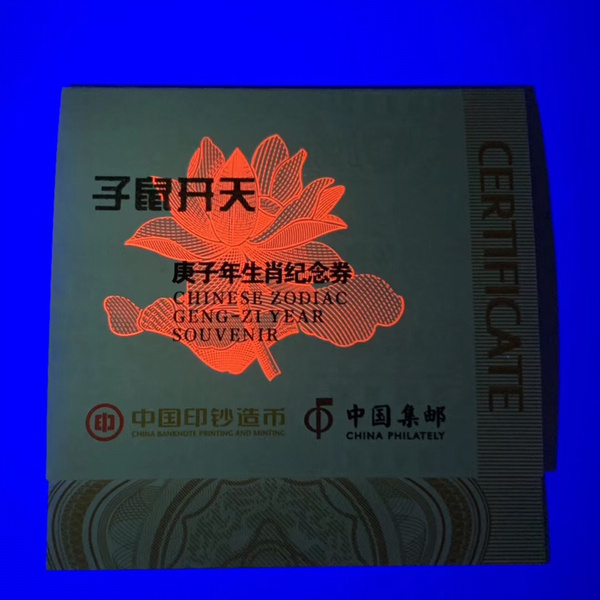 子鼠开天
庚子年生肖纪念券
CHINESE ZODIAC
GENG-ZI YEAR
SOUVENIR
CERTIFICATE
印
中国印钞造币
CHINA BANKNOTE PRINTING AND MINTING
中国集邮
CHINA PHILATELY